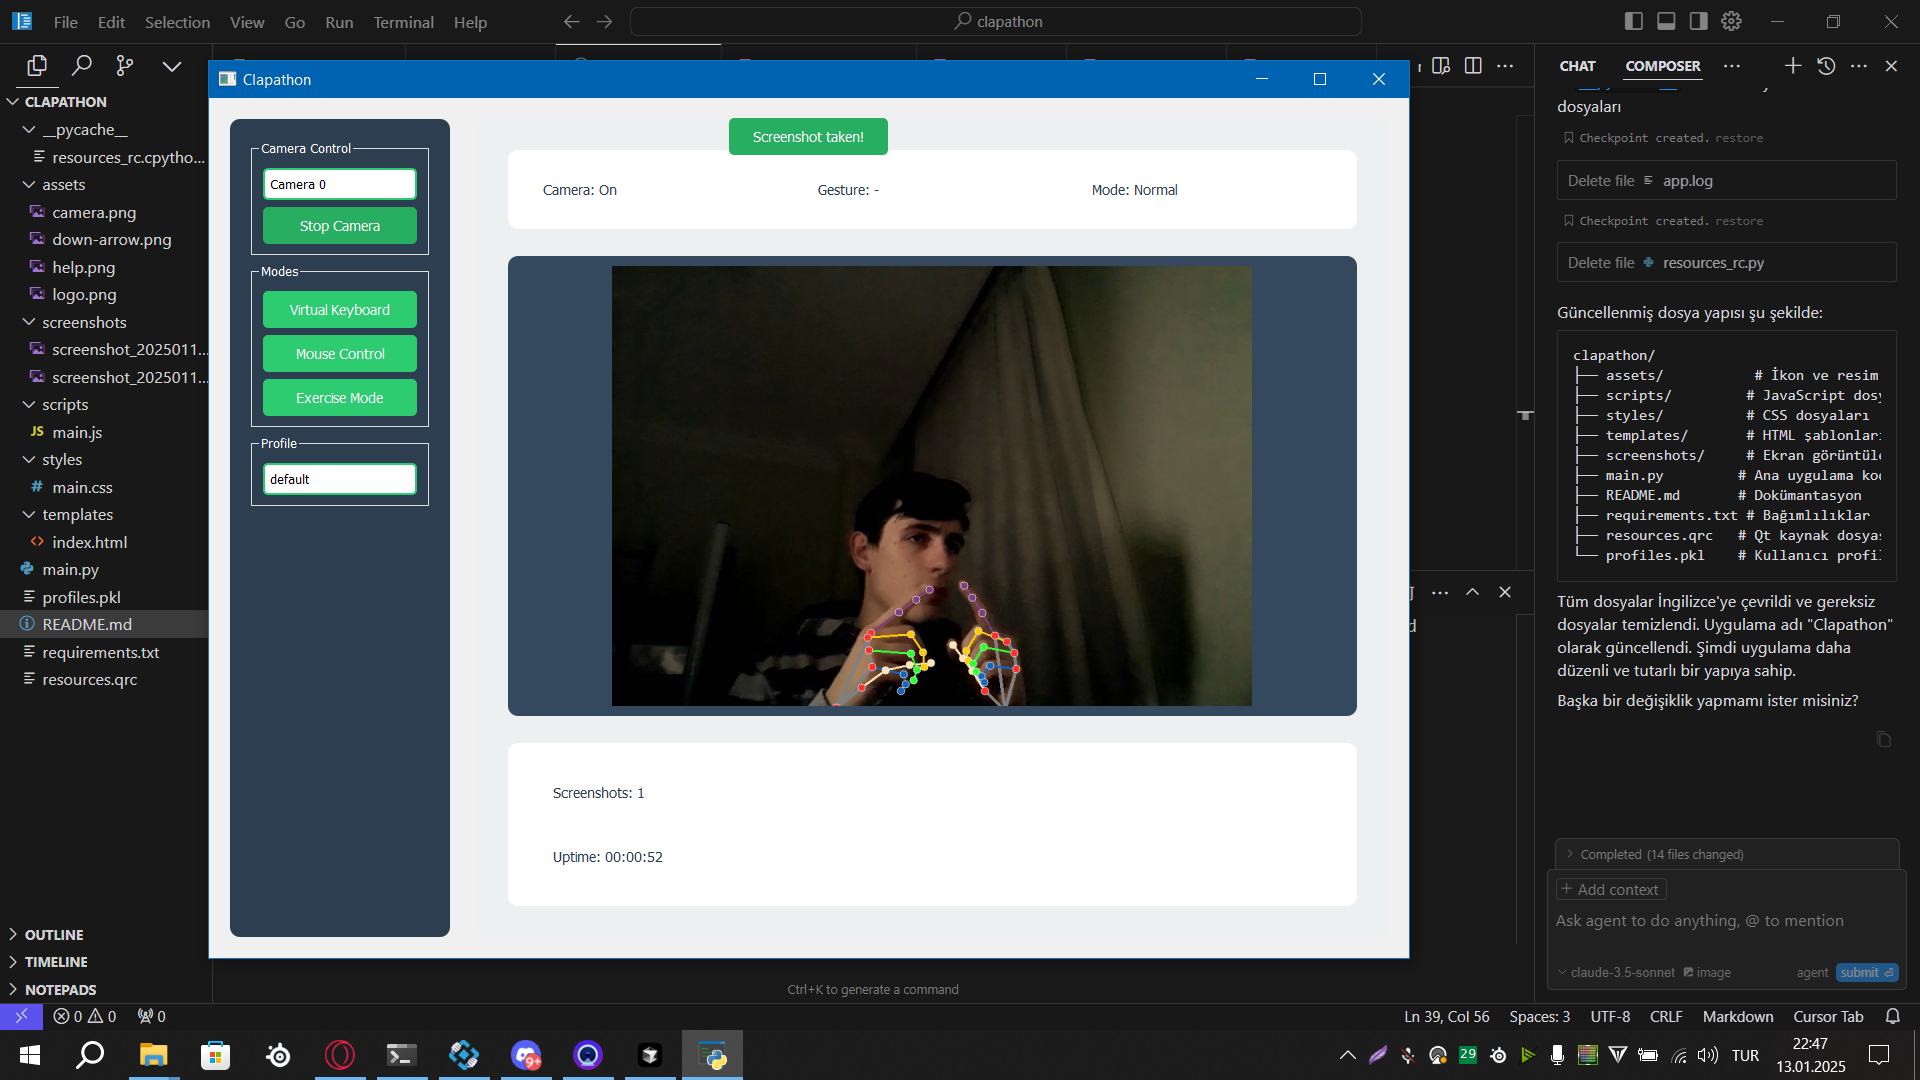 File Edit Selection View Go Run Terminal Help
clapathon
CLAPATHON
__pycache__
resources_rc.cpytho...
assets
camera.png
down-arrow.png
help.png
logo.png
screenshots
screenshot_20250111...
screenshot_20250111...
scripts
JS main.js
styles
# main.css
templates
<> index.html
main.py
profiles.pkl
README.md
requirements.txt
resources.qrc
OUTLINE
TIMELINE
NOTEPADS
Clapathon
Camera Control
Camera 0
Stop Camera
Modes
Virtual Keyboard
Mouse Control
Exercise Mode
Profile
default
Screenshot taken!
Camera: On Gesture: - Mode: Normal
Screenshots: 1
Uptime: 00:00:52
Ctrl+K to generate a command
CHAT COMPOSER
dosyaları
Checkpoint created. restore
Delete file app.log
Checkpoint created. restore
Delete file resources_rc.py
Güncellenmiş dosya yapısı şu şekilde:
clapathon/
├── assets/ # İkon ve resim
├── scripts/ # JavaScript dosy
├── styles/ # CSS dosyaları
├── templates/ # HTML şablonları
├── screenshots/ # Ekran görüntüle
├── main.py # Ana uygulama kod
├── README.md # Dokümantasyon
├── requirements.txt # Bağımlılıklar
├── resources.qrc # Qt kaynak dosyas
└── profiles.pkl # Kullanıcı profil
Tüm dosyalar İngilizce'ye çevrildi ve gereksiz
dosyalar temizlendi. Uygulama adı "Clapathon"
olarak güncellendi. Şimdi uygulama daha
düzenli ve tutarlı bir yapıya sahip.
Başka bir değişiklik yapmamı ister misiniz?
Completed (14 files changed)
+ Add context
Ask agent to do anything, @ to mention
claude-3.5-sonnet image agent submit
0 0 0
Ln 39, Col 56 Spaces: 3 UTF-8 CRLF Markdown Cursor Tab
9+
29
TUR
22:47
13.01.2025